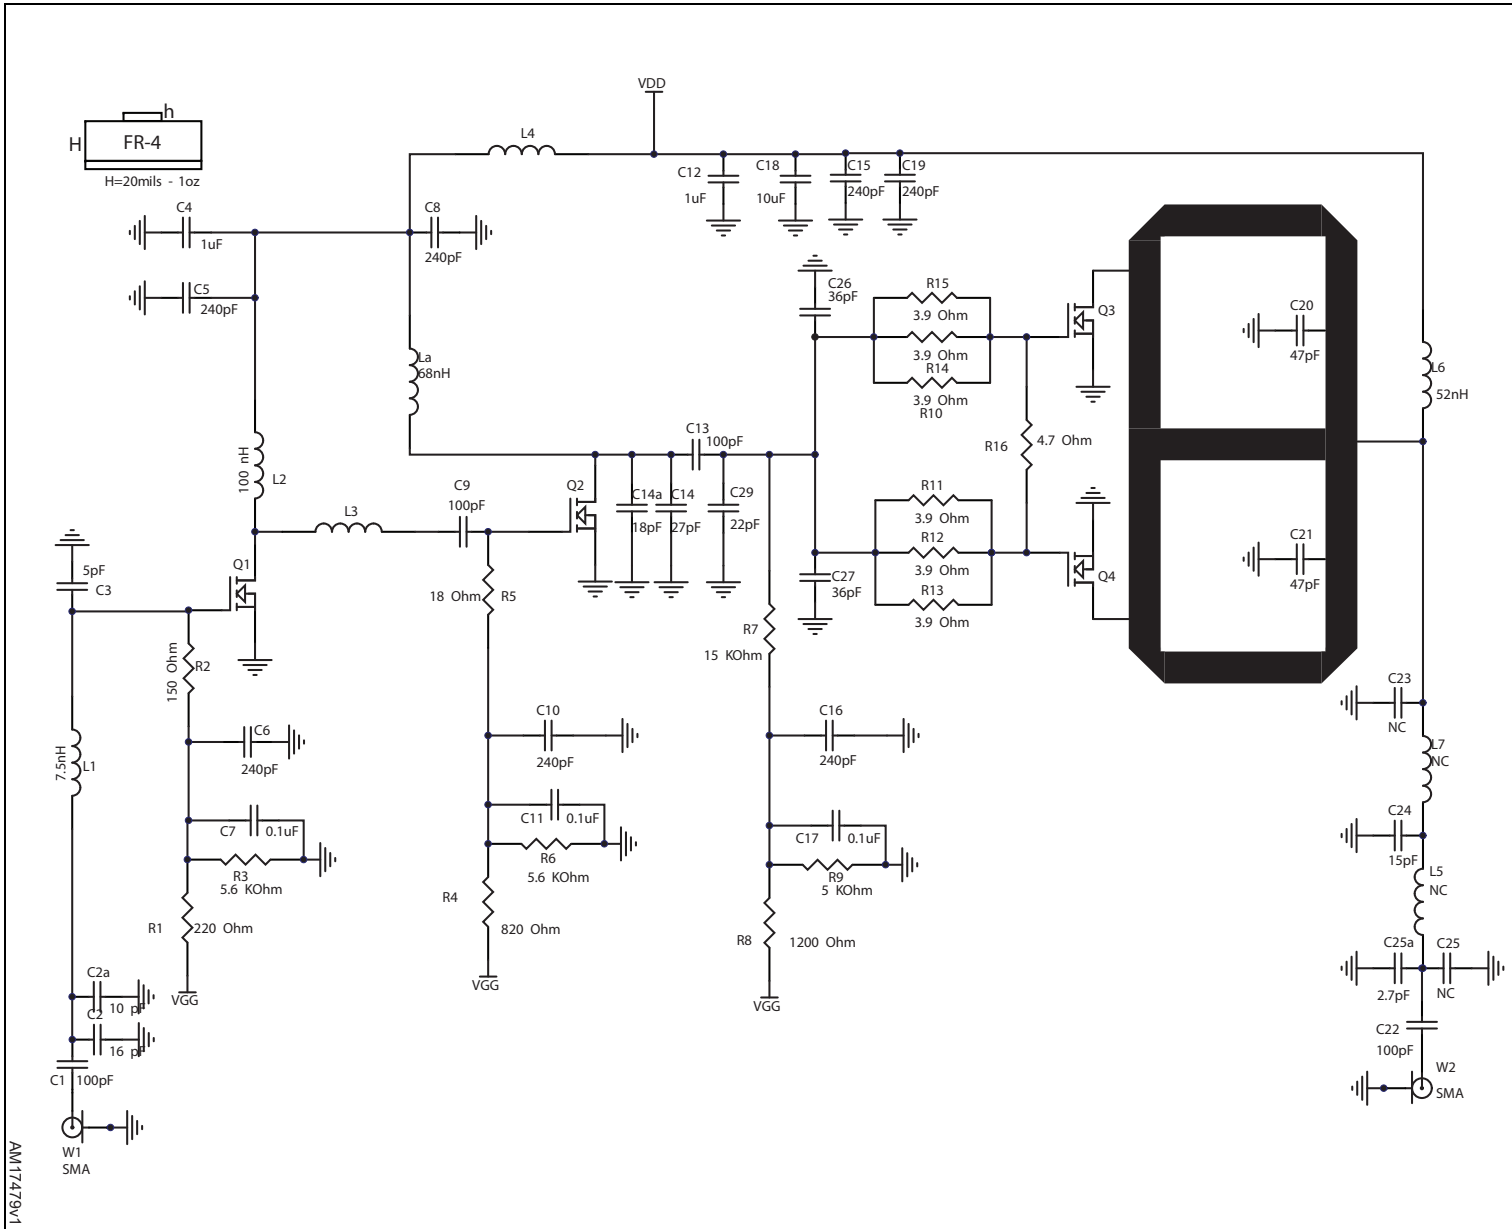 VDD
h
H
FR-4
H=20mils - 1oz
L4
C12
1uF
C18
10uF
C15
240pF
C19
240pF
C4
1uF
C8
240pF
C5
240pF
C26
36pF
R15
3.9 Ohm
3.9 Ohm
R14
3.9 Ohm
R10
Q3
C20
47pF
L6
52nH
La
68nH
100 nH
L2
C13
100pF
R16
4.7 Ohm
L3
C9
100pF
Q2
C14a
18pF
C14
27pF
C29
22pF
R11
3.9 Ohm
R12
3.9 Ohm
R13
3.9 Ohm
C27
36pF
Q4
C21
47pF
5pF
C3
Q1
18 Ohm
R5
150 Ohm
R2
R7
15 KOhm
7.5nH
L1
C6
240pF
C10
240pF
C16
240pF
C23
NC
L7
NC
C7
0.1uF
R3
5.6 KOhm
C11
0.1uF
R6
5.6 KOhm
C17
0.1uF
R9
5 KOhm
C24
15pF
L5
NC
R1
220 Ohm
R4
820 Ohm
R8
1200 Ohm
VGG
VGG
VGG
C2a
10 pF
C2
16 pF
C1
100pF
C25a
2.7pF
C25
NC
C22
100pF
W2
SMA
W1
SMA
AM17479v1